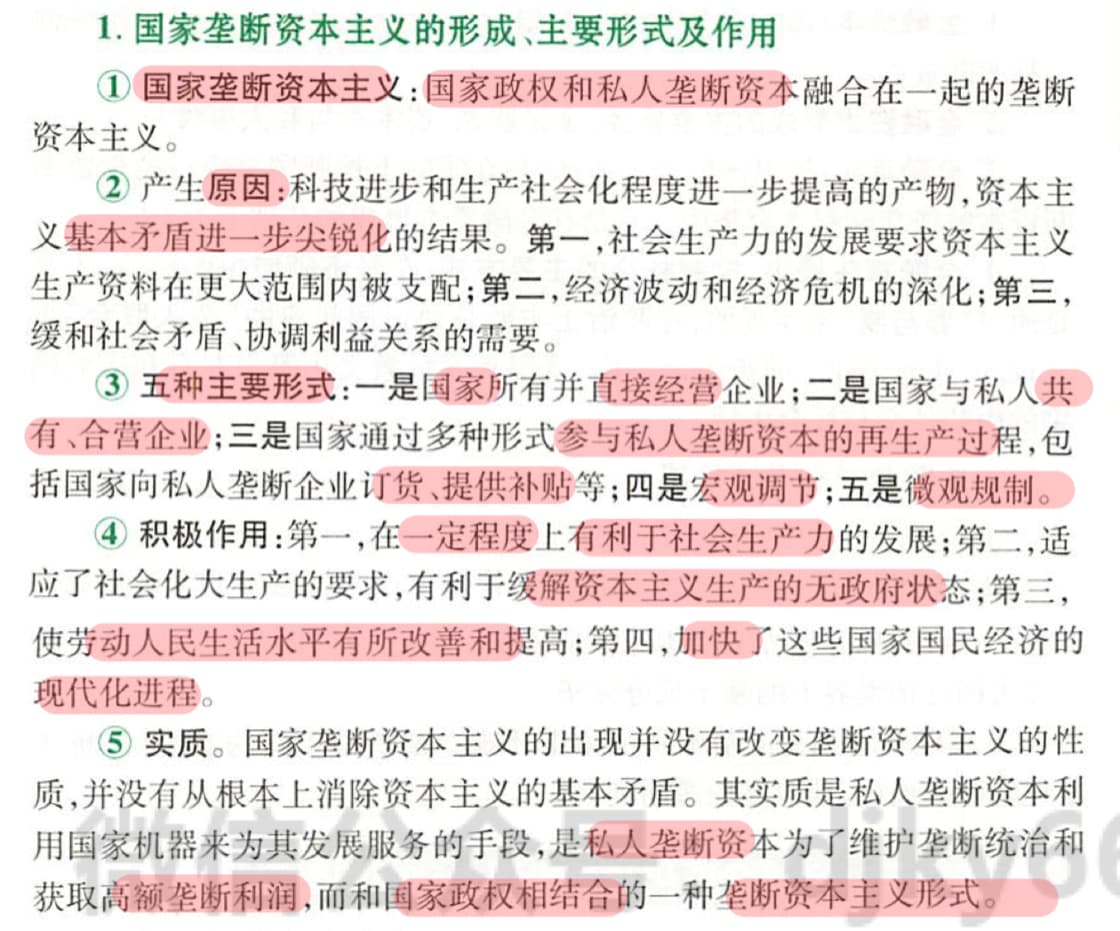 1. 国家垄断资本主义的形成、主要形式及作用
① 国家垄断资本主义:国家政权和私人垄断资本融合在一起的垄断
资本主义。
② 产生原因:科技进步和生产社会化程度进一步提高的产物,资本主
义基本矛盾进一步尖锐化的结果。第一,社会生产力的发展要求资本主义
生产资料在更大范围内被支配;第二,经济波动和经济危机的深化;第三,
缓和社会矛盾、协调利益关系的需要。
③ 五种主要形式:一是国家所有并直接经营企业;二是国家与私人共
有、合营企业;三是国家通过多种形式参与私人垄断资本的再生产过程,包
括国家向私人垄断企业订货、提供补贴等;四是宏观调节;五是微观规制。
④ 积极作用:第一,在一定程度上有利于社会生产力的发展;第二,适
应了社会化大生产的要求,有利于缓解资本主义生产的无政府状态;第三,
使劳动人民生活水平有所改善和提高;第四,加快了这些国家国民经济的
现代化进程。
⑤ 实质。国家垄断资本主义的出现并没有改变垄断资本主义的性
质,并没有从根本上消除资本主义的基本矛盾。其实质是私人垄断资本利
用国家机器来为其发展服务的手段,是私人垄断资本为了维护垄断统治和
获取高额垄断利润,而和国家政权相结合的一种垄断资本主义形式。
微信公众号 djky66